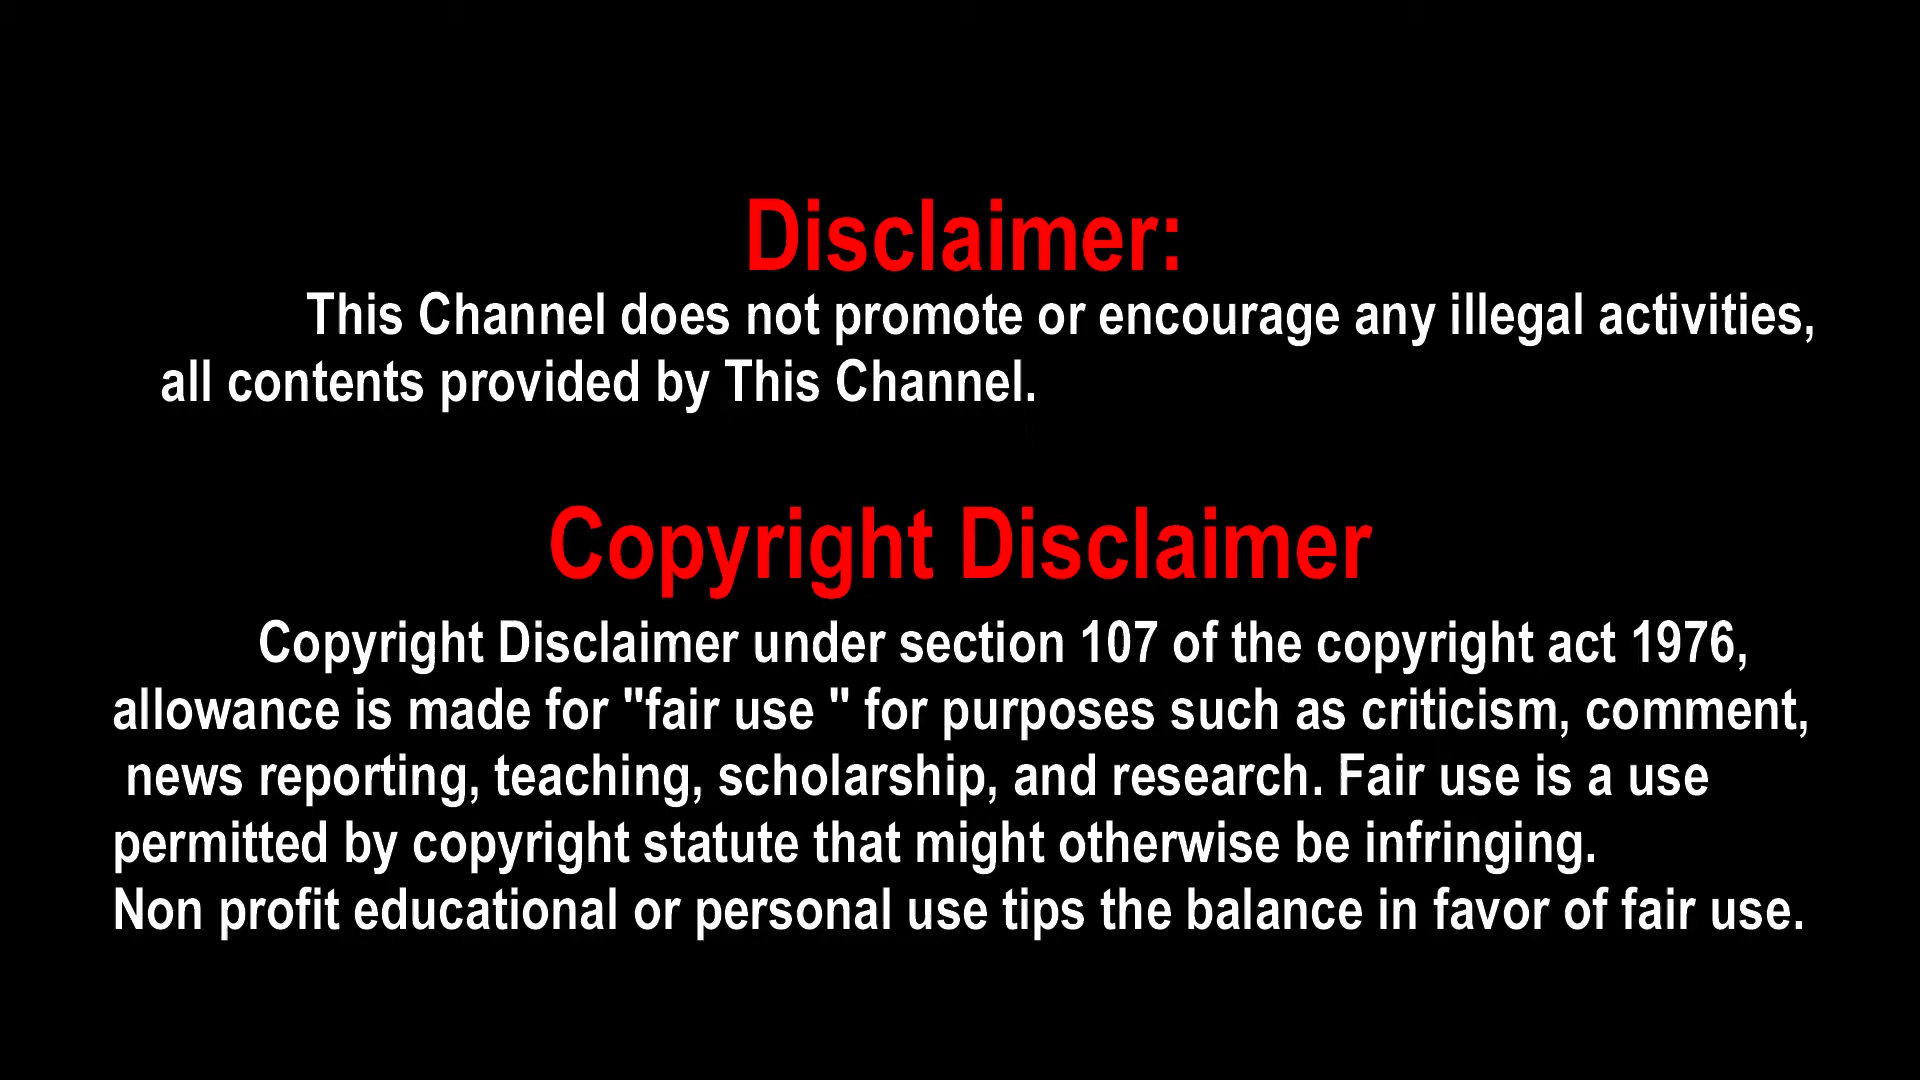 Disclaimer:
This Channel does not promote or encourage any illegal activities,
all contents provided by This Channel.
Copyright Disclaimer
Copyright Disclaimer under section 107 of the copyright act 1976,
allowance is made for "fair use " for purposes such as criticism, comment,
news reporting, teaching, scholarship, and research. Fair use is a use
permitted by copyright statute that might otherwise be infringing.
Non profit educational or personal use tips the balance in favor of fair use.